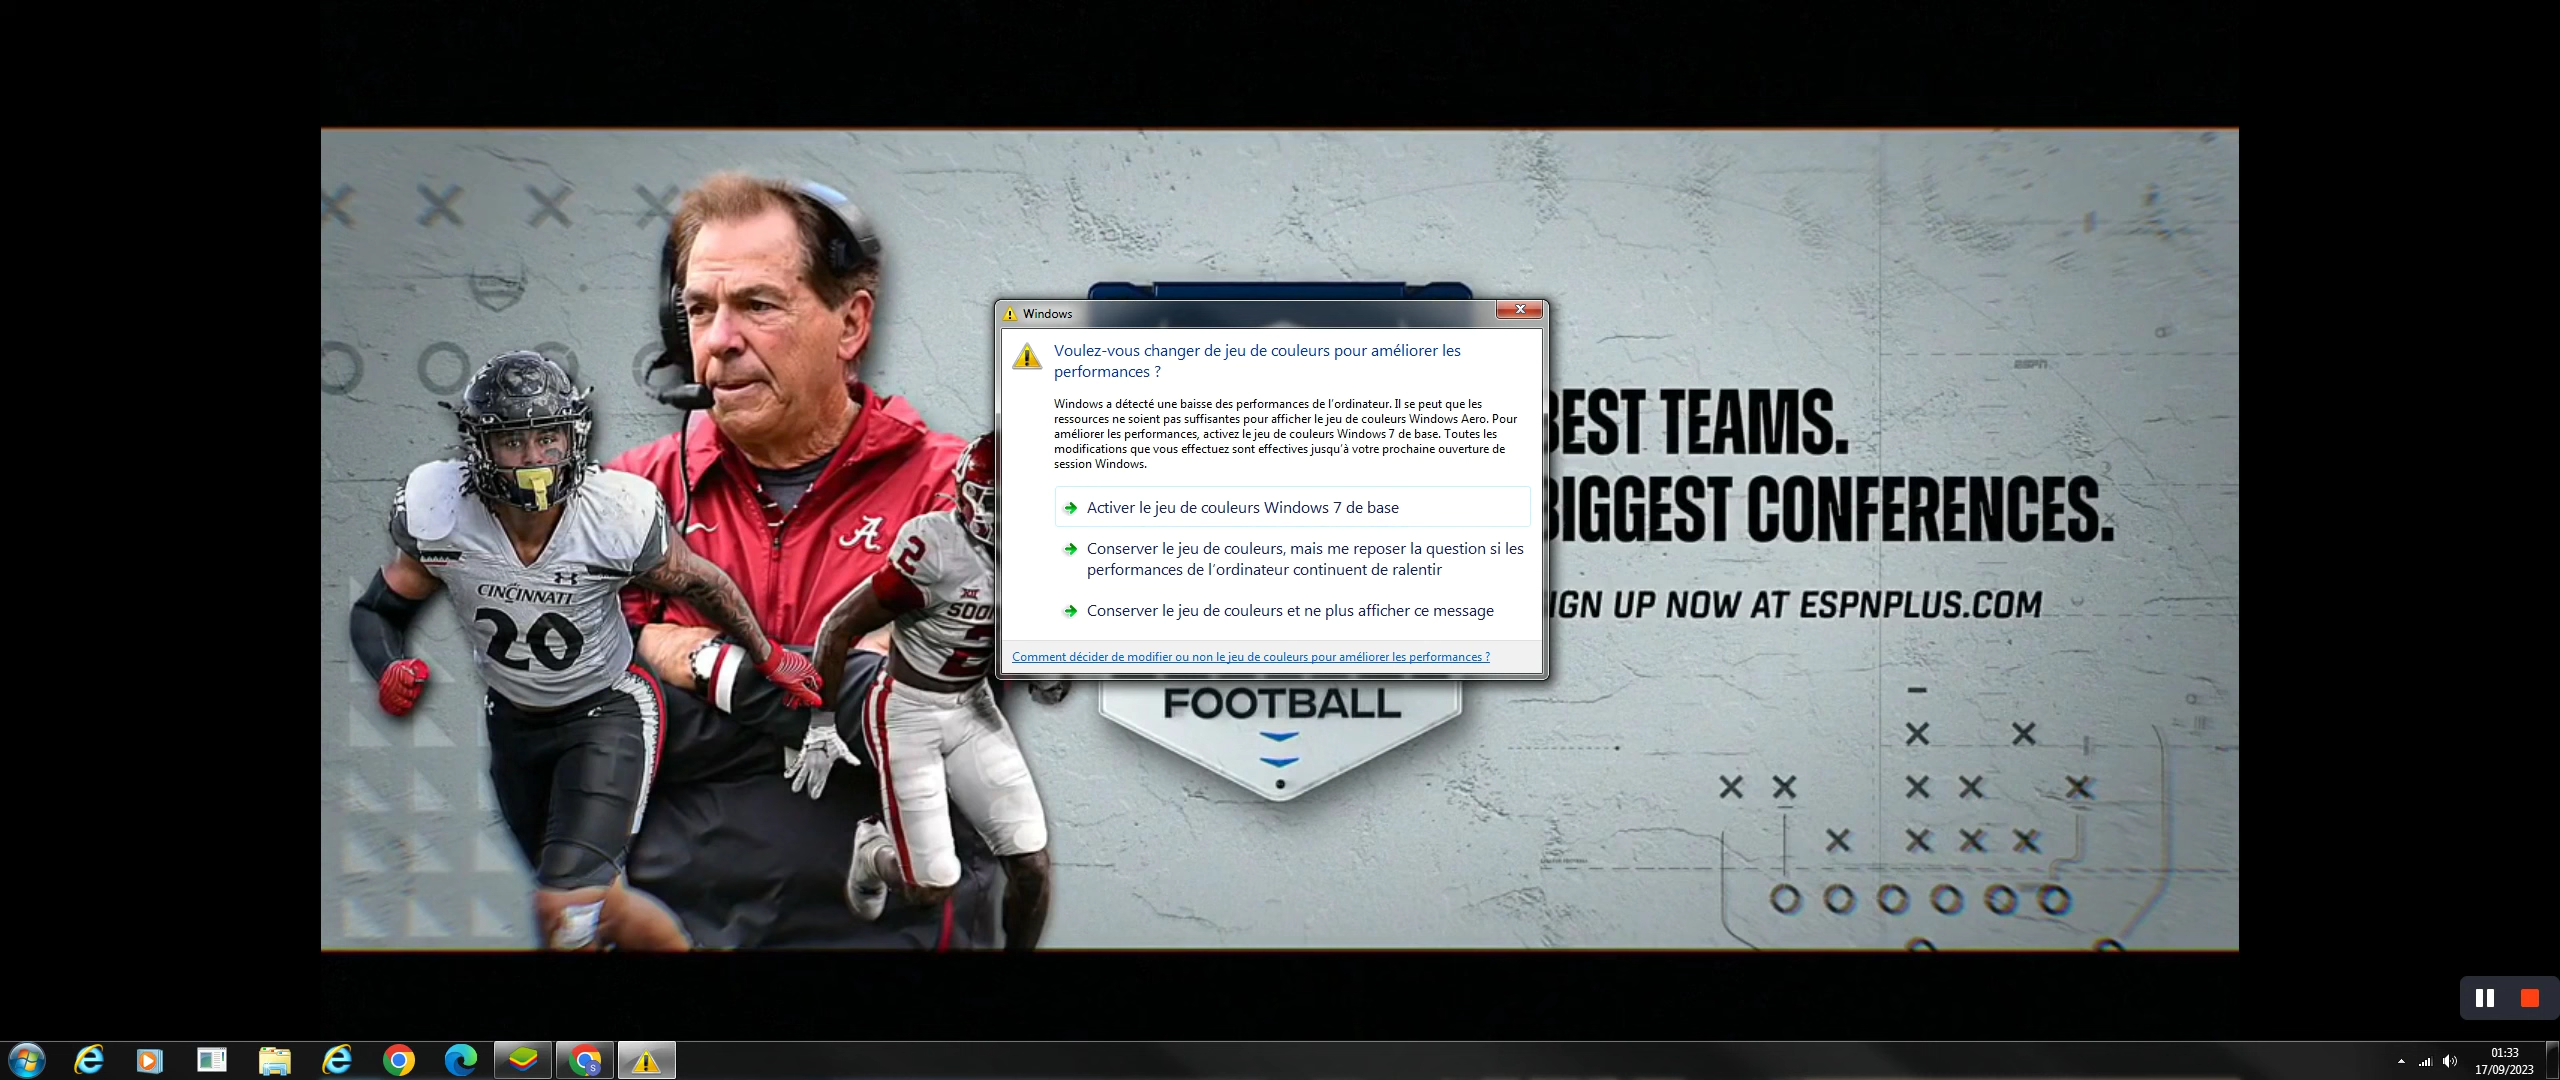 Windows
Voulez-vous changer de jeu de couleurs pour améliorer les
performances ?
Windows a détecté une baisse des performances de l'ordinateur. Il se peut que les
ressources ne soient pas suffisantes pour afficher le jeu de couleurs Windows Aero. Pour
améliorer les performances, activez le jeu de couleurs Windows 7 de base. Toutes les
modifications que vous effectuez sont effectives jusqu'à votre prochaine ouverture de
session Windows.
Activer le jeu de couleurs Windows 7 de base
Conserver le jeu de couleurs, mais me reposer la question si les
performances de l'ordinateur continuent de ralentir
Conserver le jeu de couleurs et ne plus afficher ce message
Comment décider de modifier ou non le jeu de couleurs pour améliorer les performances ?
ESPN
BEST TEAMS.
BIGGEST CONFERENCES.
IGN UP NOW AT ESPNPLUS.COM
FOOTBALL
A
CINCINNATI
20
2
XII
SOON
2
S
01:33
17/09/2023